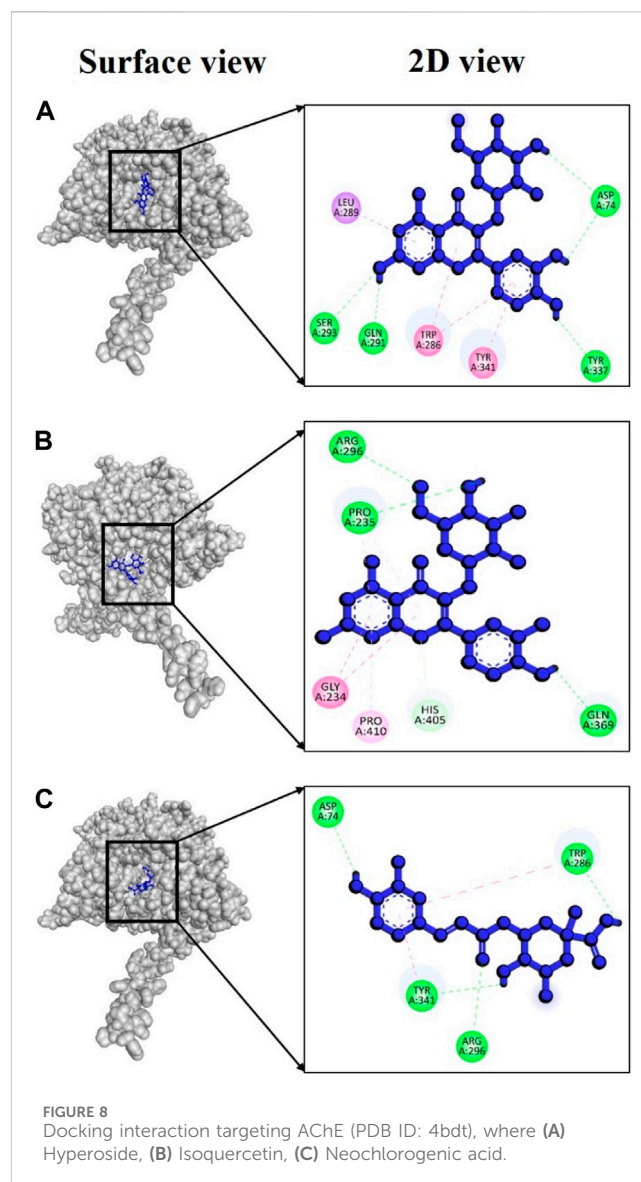 Surface view
2D view
A
LEU
A:289
ASP
A:74
SER
A:293
GLN
A:291
TRP
A:286
TYR
A:341
TYR
A:337
B
ARG
A:296
PRO
A:235
GLY
A:234
PRO
A:410
HIS
A:405
GLN
A:369
C
ASP
A:74
TRP
A:286
TYR
A:341
ARG
A:296
FIGURE 8
Docking interaction targeting AChE (PDB ID: 4bdt), where (A)
Hyperoside, (B) Isoquercetin, (C) Neochlorogenic acid.